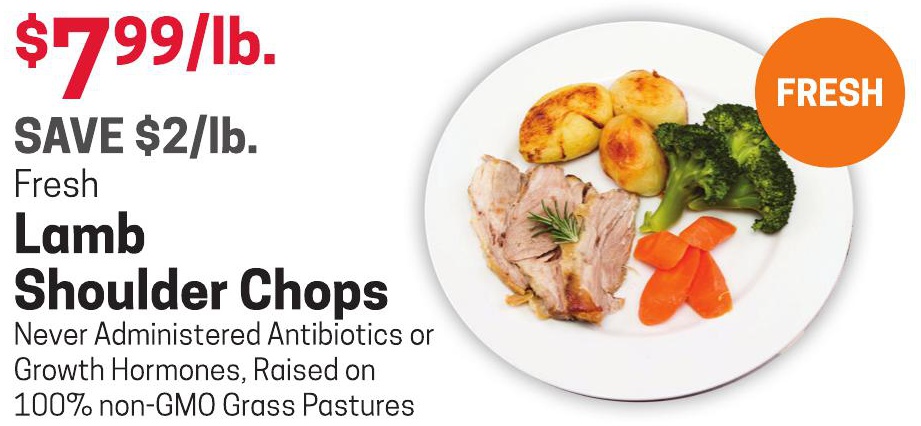 $7.99/lb.
SAVE $2/lb.
Fresh
Lamb
Shoulder Chops
Never Administered Antibiotics or
Growth Hormones, Raised on
100% non-GMO Grass Pastures
FRESH